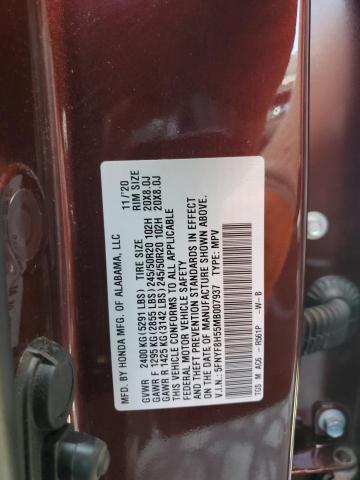 MFD. BY HONDA MFG. OF ALABAMA, LLC 11/'20
GVWR 2400 KG (5291 LBS) TIRE SIZE RIM SIZE
GAWR F 1295 KG (2855 LBS) 245/50R20 102H 20X8.0J
GAWR R 1425 KG (3142 LBS) 245/50R20 102H 20X8.0J
THIS VEHICLE CONFORMS TO ALL APPLICABLE
FEDERAL MOTOR VEHICLE SAFETY
AND THEFT PREVENTION STANDARDS IN EFFECT
ON THE DATE OF MANUFACTURE SHOWN ABOVE.
V.I.N.: 5FNYF8H55MB007937 TYPE: MPV
TGS M AC6 - R561P -W-B